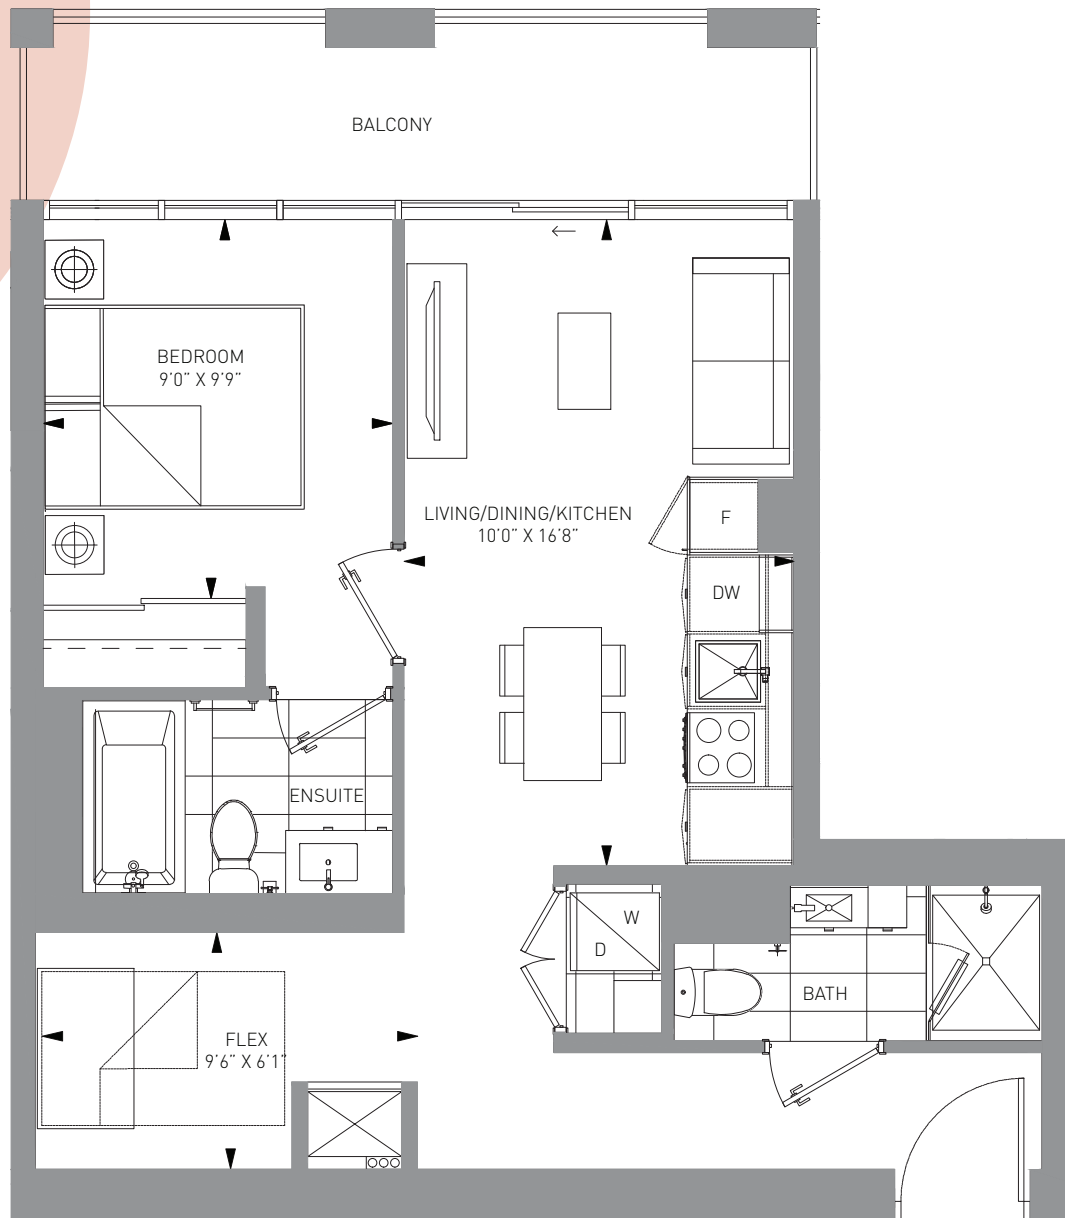 BALCONY
BEDROOM
9'0" X 9'9"
LIVING/DINING/KITCHEN
10'0" X 16'8"
F
DW
ENSUITE
W
D
BATH
FLEX
9'6" X 6'1"